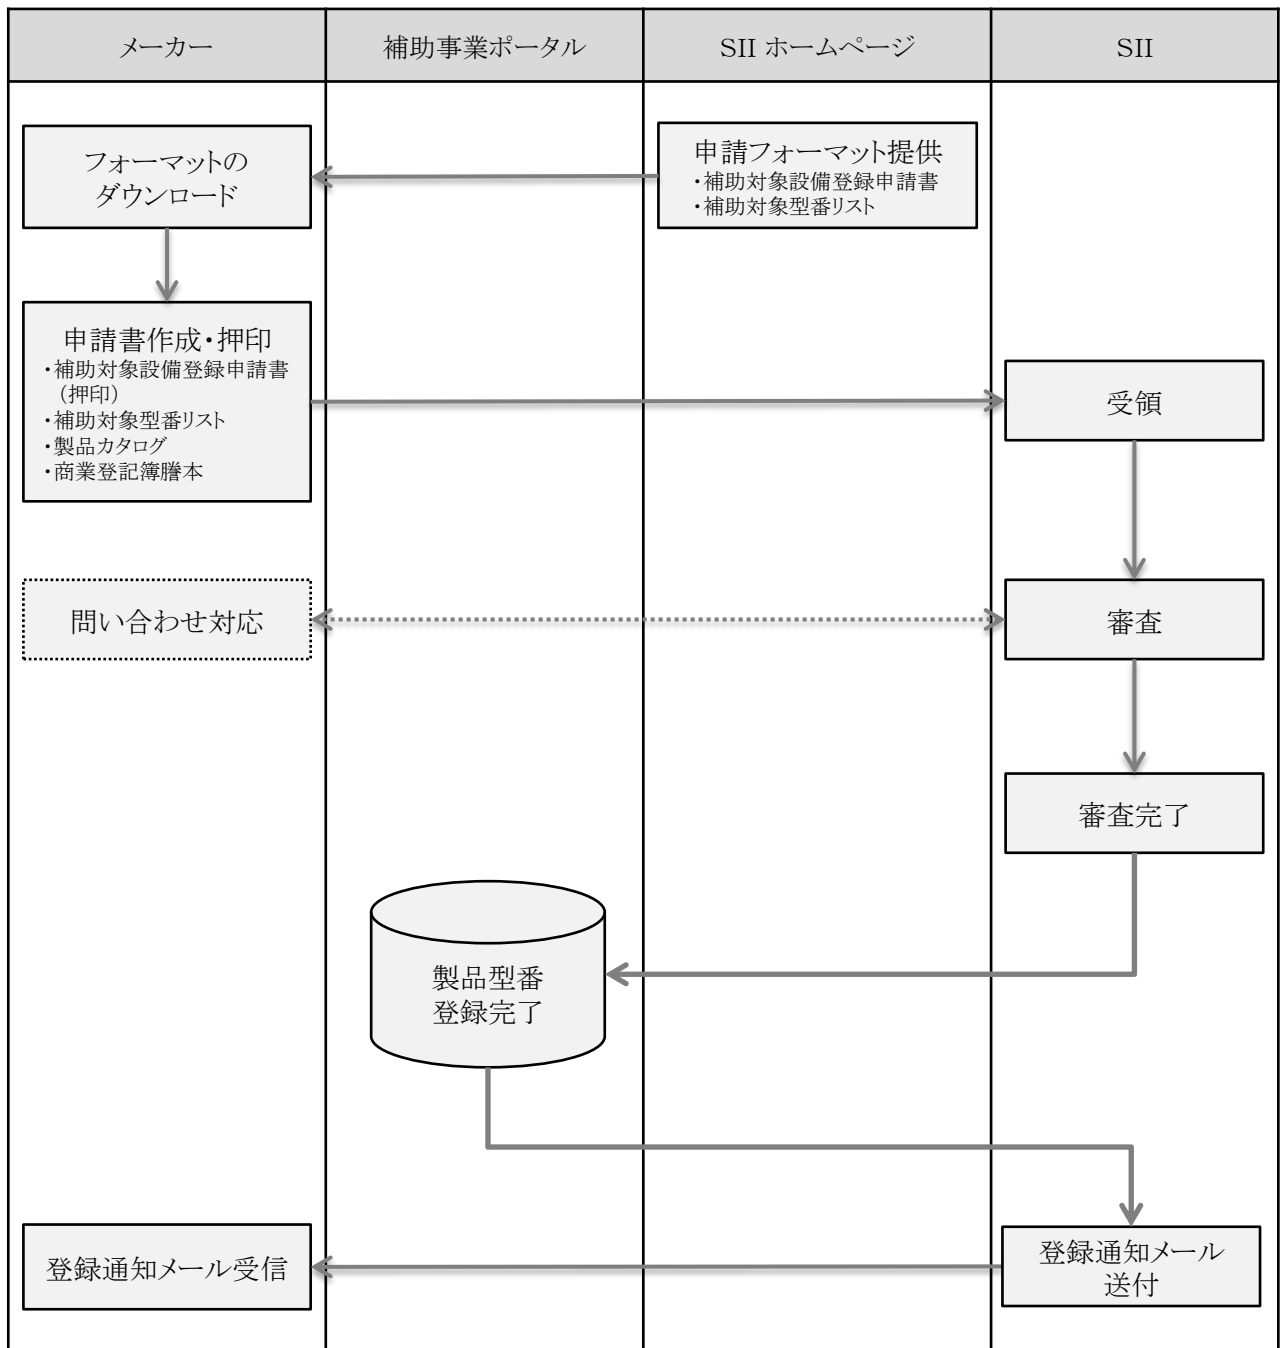 メーカー
補助事業ポータル
SII ホームページ
SII
フォーマットの
ダウンロード
申請フォーマット提供
・補助対象設備登録申請書
・補助対象型番リスト
申請書作成・押印
・補助対象設備登録申請書
（押印）
・補助対象型番リスト
・製品カタログ
・商業登記簿謄本
受領
問い合わせ対応
審査
審査完了
製品型番
登録完了
登録通知メール受信
登録通知メール
送付